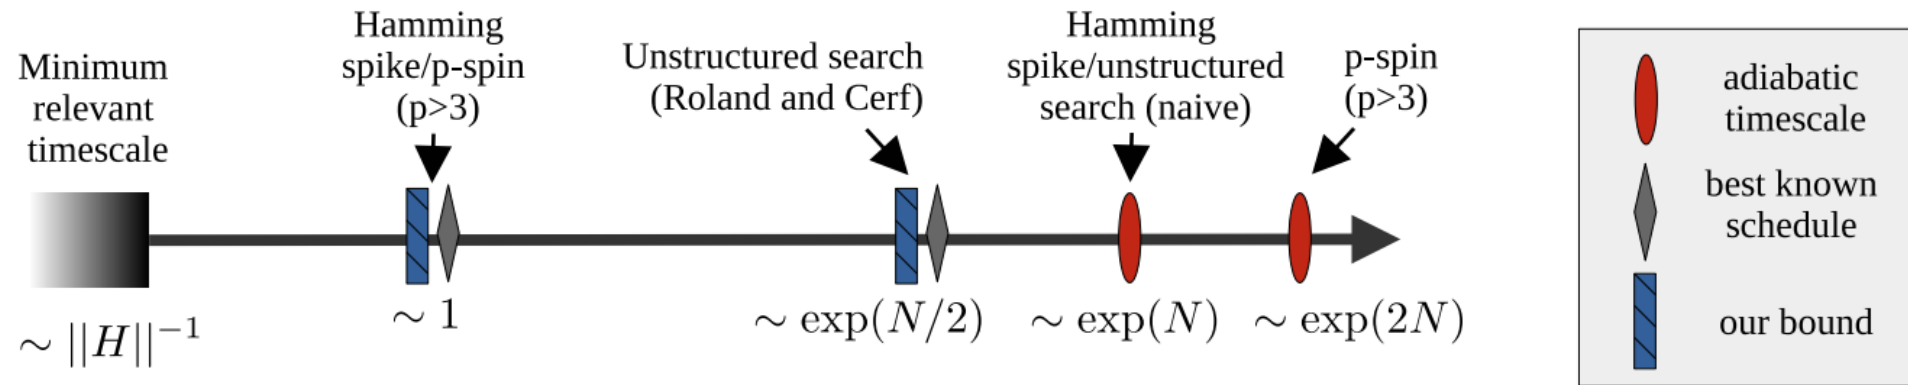 Minimum
relevant
timescale
Hamming
spike/p-spin
(p>3)
Unstructured search
(Roland and Cerf)
Hamming
spike/unstructured
search (naive)
p-spin
(p>3)
∼ ||H||⁻¹
∼ 1
∼ exp(N/2)
∼ exp(N)
∼ exp(2N)
adiabatic
timescale
best known
schedule
our bound